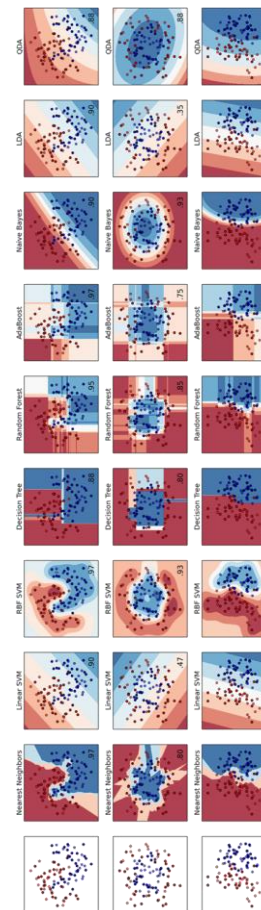 Nearest Neighbors Linear SVM RBF SVM Decision Tree Random Forest AdaBoost Naive Bayes LDA QDA
.97 .90 .97 .88 .95 .97 .90 .90 .88
Nearest Neighbors Linear SVM RBF SVM Decision Tree Random Forest AdaBoost Naive Bayes LDA QDA
.80 .47 .93 .80 .85 .75 .93 .35 .88
Nearest Neighbors Linear SVM RBF SVM Decision Tree Random Forest AdaBoost Naive Bayes LDA QDA